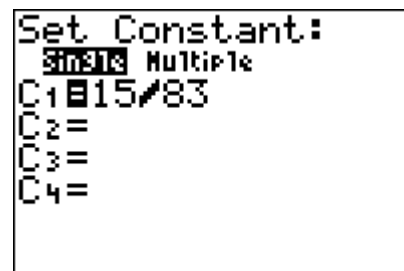 Set Constant:
Single Multiple
C₁=15/83
C₂=
C₃=
C₄=